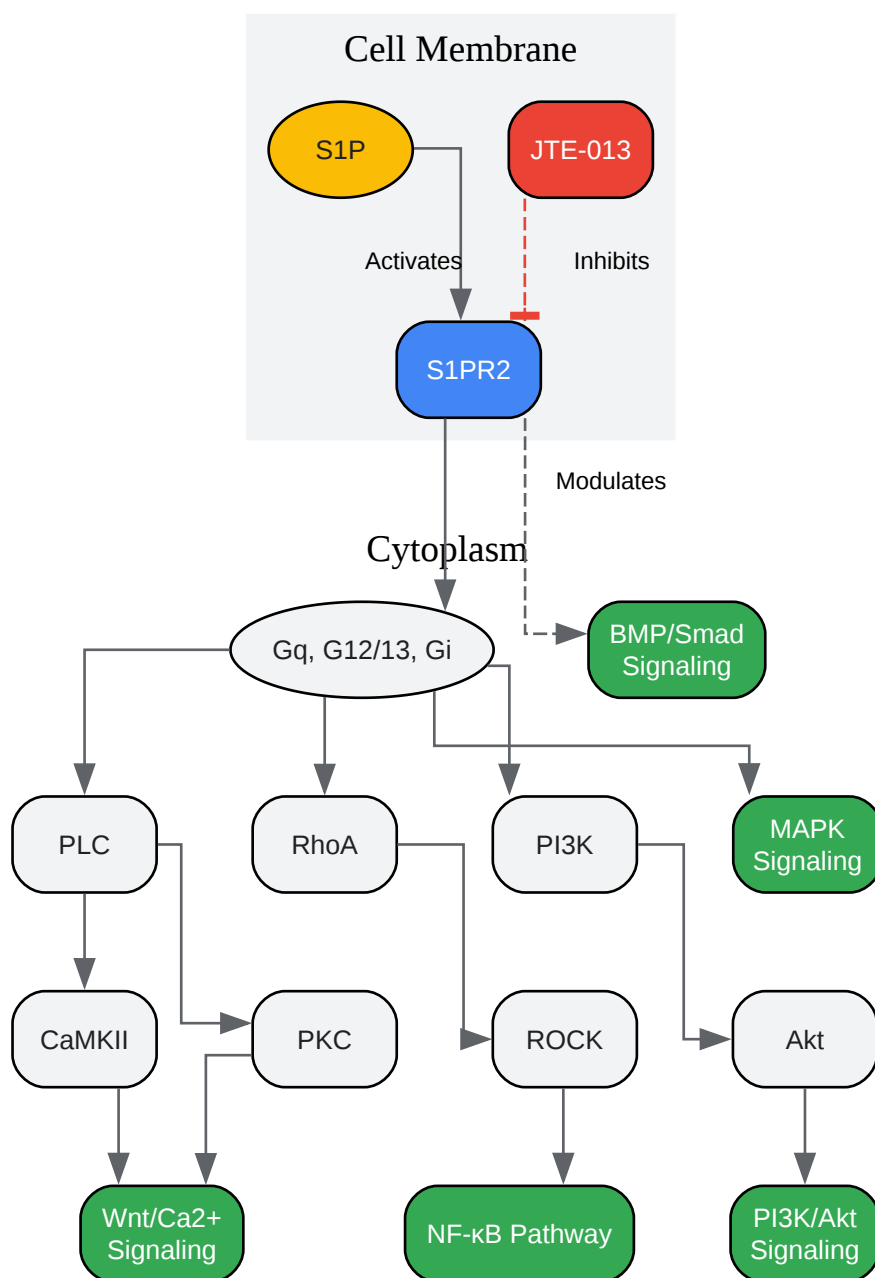 Cell Membrane
S1P
JTE-013
Activates
Inhibits
S1PR2
Modulates
Cytoplasm
Gq, G12/13, Gi
BMP/Smad
Signaling
PLC
RhoA
PI3K
MAPK
Signaling
CaMKII
PKC
ROCK
Akt
Wnt/Ca2+
Signaling
NF-κB Pathway
PI3K/Akt
Signaling